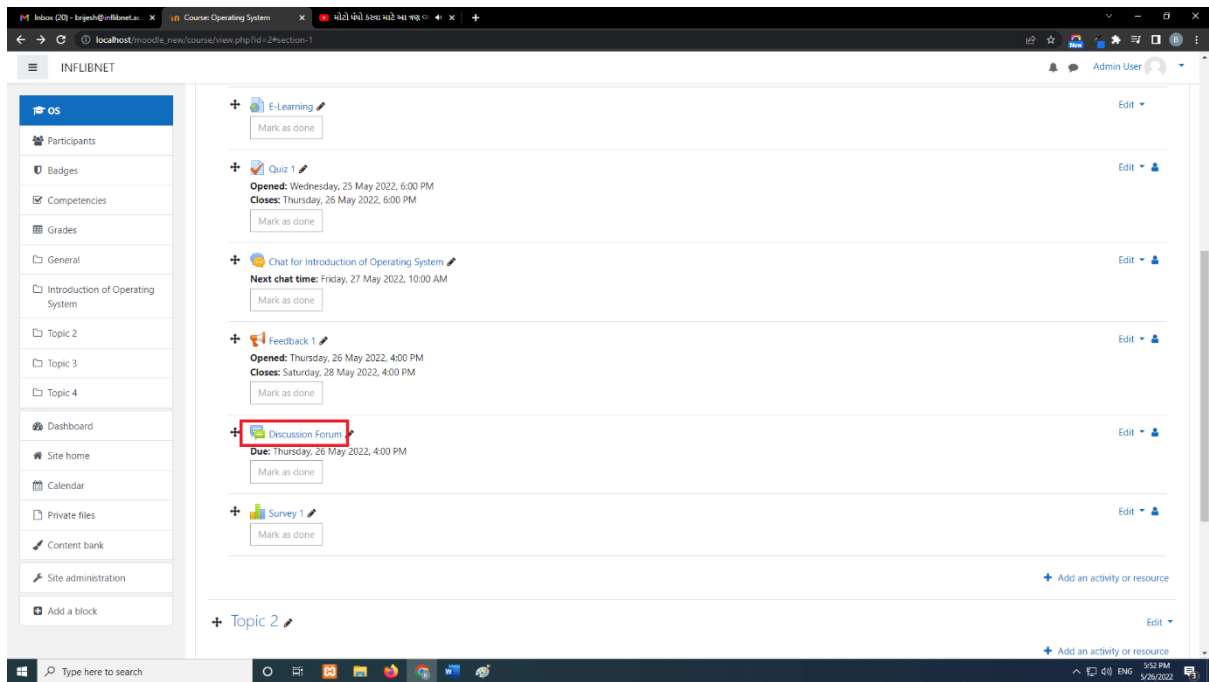 Inbox (20) - brijesh@inflibnet.ac.
Course: Operating System
localhost/moodle_new/course/view.php?id=2#section-1
New
B
INFLIBNET
Admin User
OS
Participants
Badges
Competencies
Grades
General
Introduction of Operating
System
Topic 2
Topic 3
Topic 4
Dashboard
Site home
Calendar
Private files
Content bank
Site administration
Add a block
E-Learning
Edit
Mark as done
Quiz 1
Edit
Opened: Wednesday, 25 May 2022, 6:00 PM
Closes: Thursday, 26 May 2022, 6:00 PM
Mark as done
Chat for Introduction of Operating System
Edit
Next chat time: Friday, 27 May 2022, 10:00 AM
Mark as done
Feedback 1
Edit
Opened: Thursday, 26 May 2022, 4:00 PM
Closes: Saturday, 28 May 2022, 4:00 PM
Mark as done
Discussion Forum
Edit
Due: Thursday, 26 May 2022, 4:00 PM
Mark as done
Survey 1
Edit
Mark as done
Add an activity or resource
Topic 2
Edit
Add an activity or resource
Type here to search
ENG
5:52 PM
5/26/2022